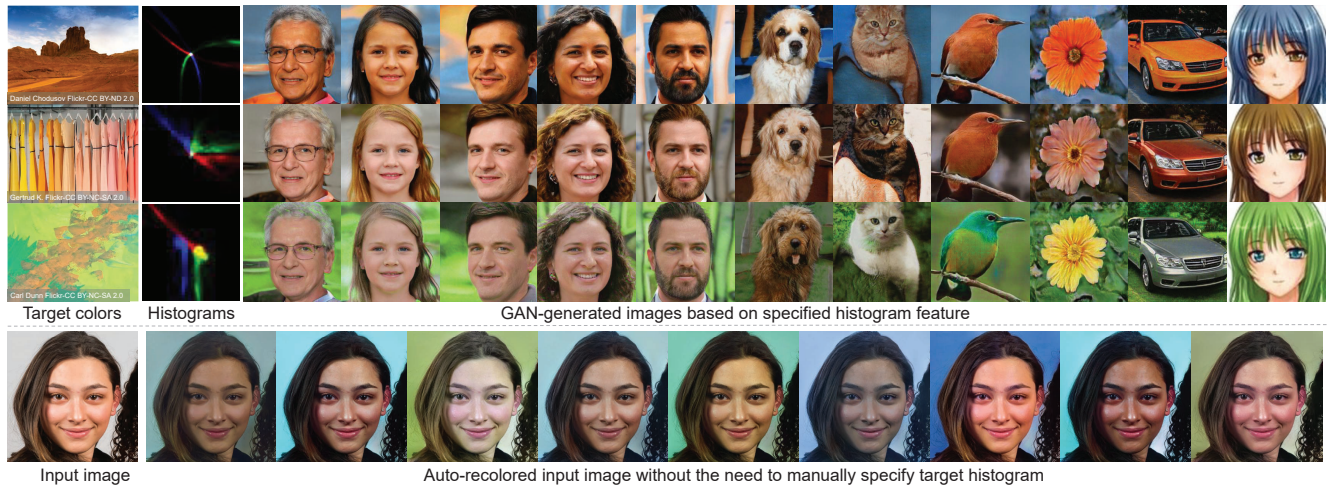 Daniel Chodusov Flickr-CC BY-ND 2.0
Gertrud K. Flickr-CC BY-NC-SA 2.0
Carl Dunn Flickr-CC BY-NC-SA 2.0
Target colors
Histograms
GAN-generated images based on specified histogram feature
Input image
Auto-recolored input image without the need to manually specify target histogram